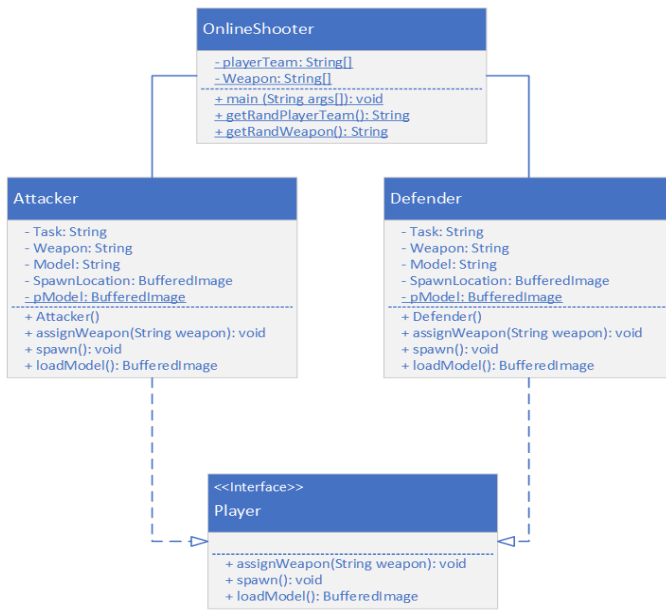 OnlineShooter
- playerTeam: String[]
- Weapon: String[]
+ main (String args[]): void
+ getRandPlayerTeam(): String
+ getRandWeapon(): String
Attacker
- Task: String
- Weapon: String
- Model: String
- SpawnLocation: BufferedImage
- pModel: BufferedImage
+ Attacker()
+ assignWeapon(String weapon): void
+ spawn(): void
+ loadModel(): BufferedImage
Defender
- Task: String
- Weapon: String
- Model: String
- SpawnLocation: BufferedImage
- pModel: BufferedImage
+ Defender()
+ assignWeapon(String weapon): void
+ spawn(): void
+ loadModel(): BufferedImage
<<Interface>>
Player
+ assignWeapon(String weapon): void
+ spawn(): void
+ loadModel(): BufferedImage